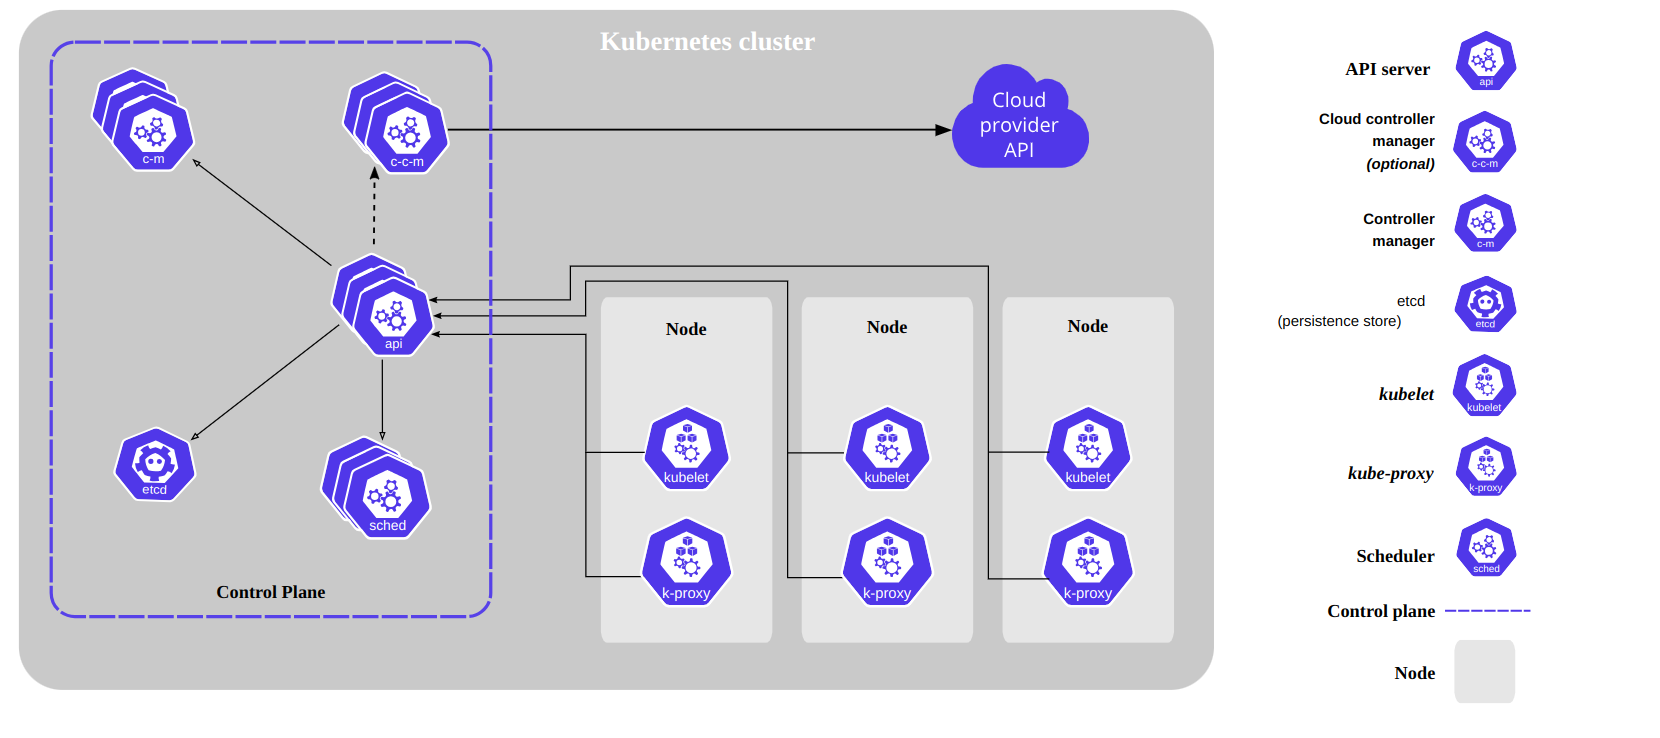 Kubernetes cluster
c-m
c-c-m
Cloud
provider
API
api
etcd
sched
Control Plane
Node
kubelet
k-proxy
Node
kubelet
k-proxy
Node
kubelet
k-proxy
API server
api
Cloud controller
manager
(optional)
c-c-m
Controller
manager
c-m
etcd
(persistence store)
etcd
kubelet
kubelet
kube-proxy
k-proxy
Scheduler
sched
Control plane
Node